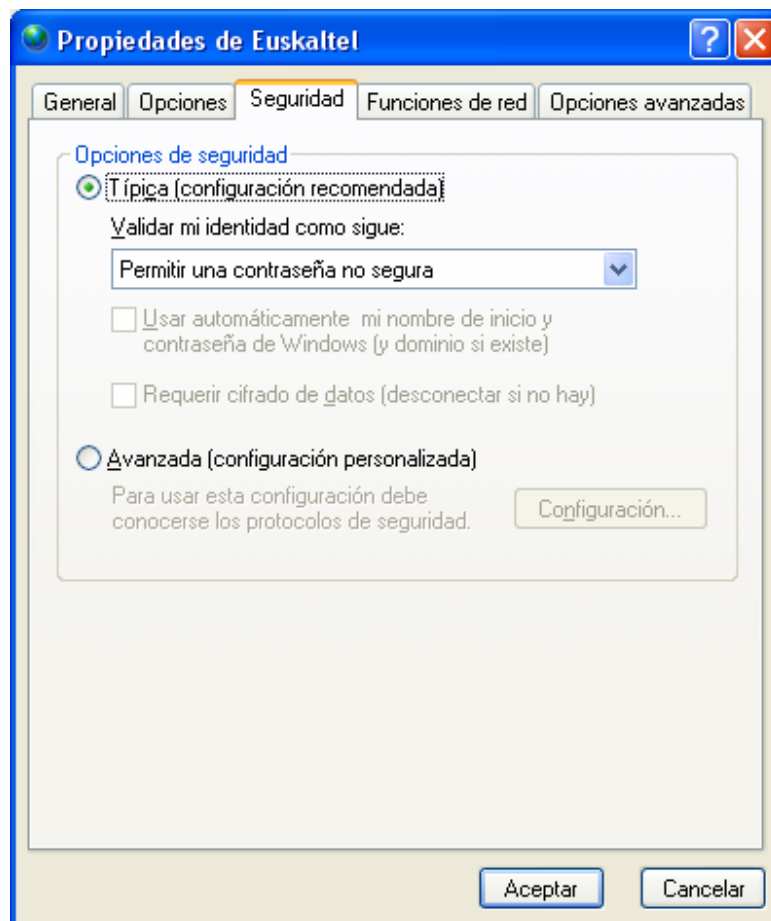 Propiedades de Euskaltel
General Opciones Seguridad Funciones de red Opciones avanzadas
Opciones de seguridad
Típica (configuración recomendada)
Validar mi identidad como sigue:
Permitir una contraseña no segura
Usar automáticamente mi nombre de inicio y
contraseña de Windows (y dominio si existe)
Requerir cifrado de datos (desconectar si no hay)
Avanzada (configuración personalizada)
Para usar esta configuración debe
conocerse los protocolos de seguridad.
Configuración...
Aceptar Cancelar